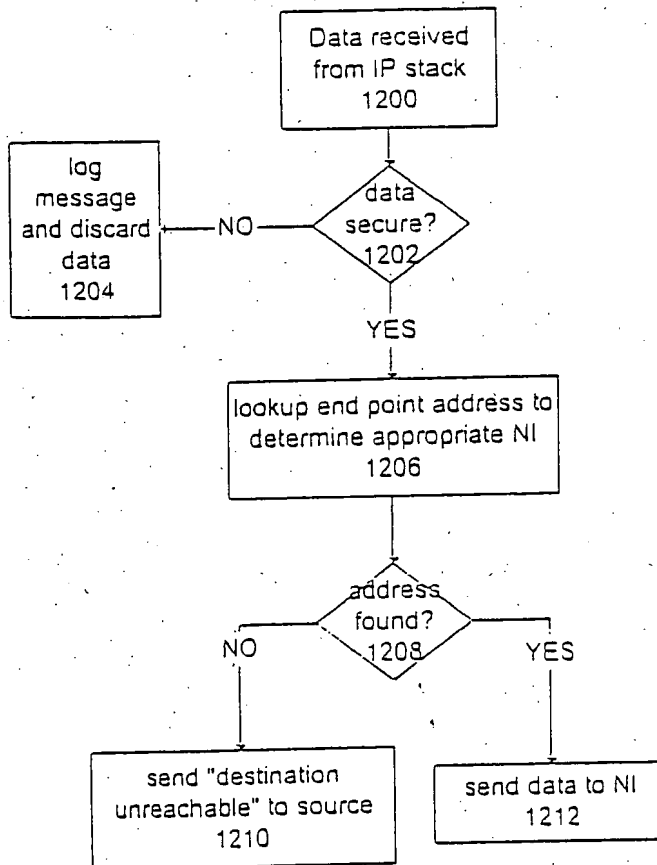 Data received
from IP stack
1200
log
message
and discard
data
1204
NO
data
secure?
1202
YES
lookup end point address to
determine appropriate NI
1206
address
found?
1208
NO
YES
send "destination
unreachable" to source
1210
send data to NI
1212